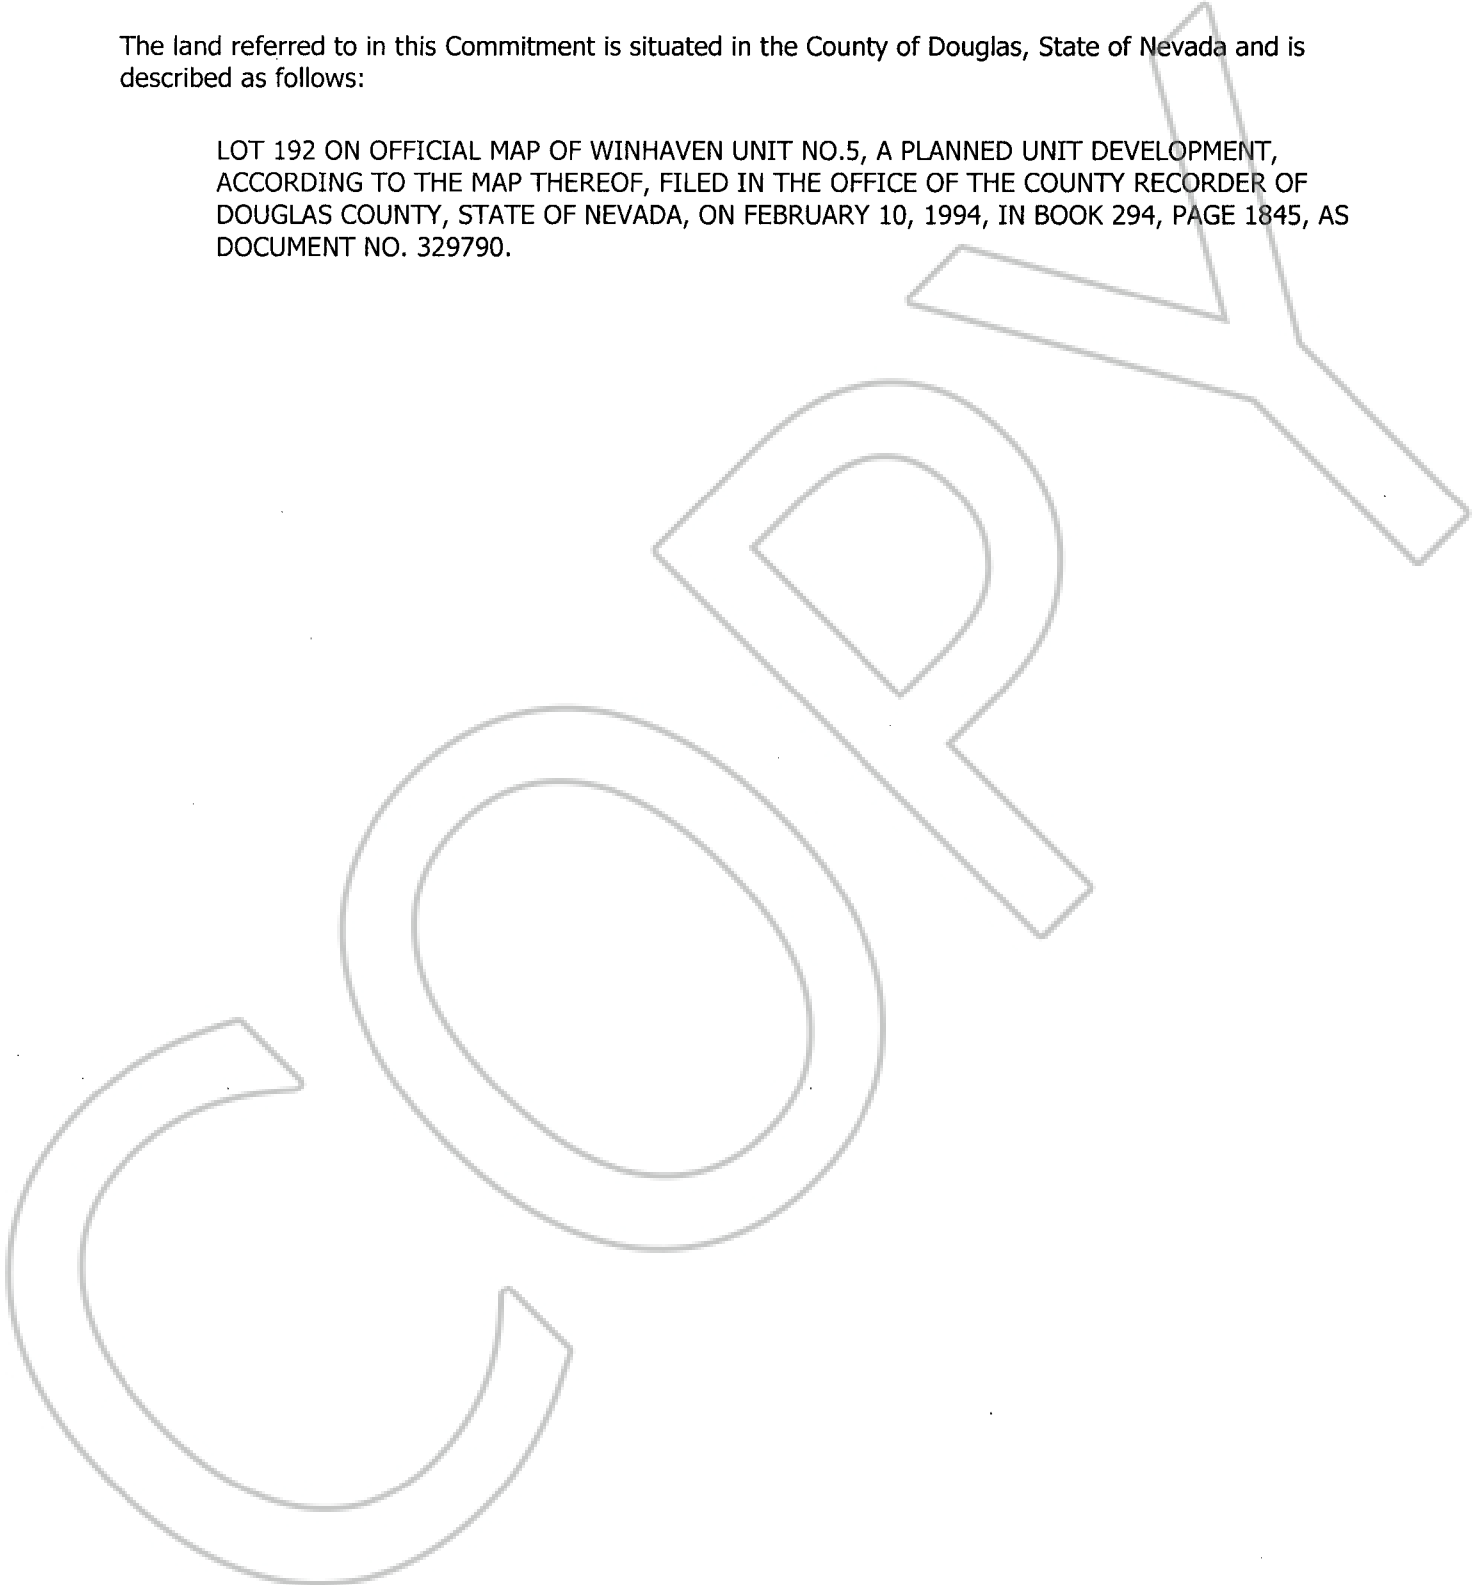 The land referred to in this Commitment is situated in the County of Douglas, State of Nevada and is
described as follows:
LOT 192 ON OFFICIAL MAP OF WINHAVEN UNIT NO.5, A PLANNED UNIT DEVELOPMENT,
ACCORDING TO THE MAP THEREOF, FILED IN THE OFFICE OF THE COUNTY RECORDER OF
DOUGLAS COUNTY, STATE OF NEVADA, ON FEBRUARY 10, 1994, IN BOOK 294, PAGE 1845, AS
DOCUMENT NO. 329790.
COPY